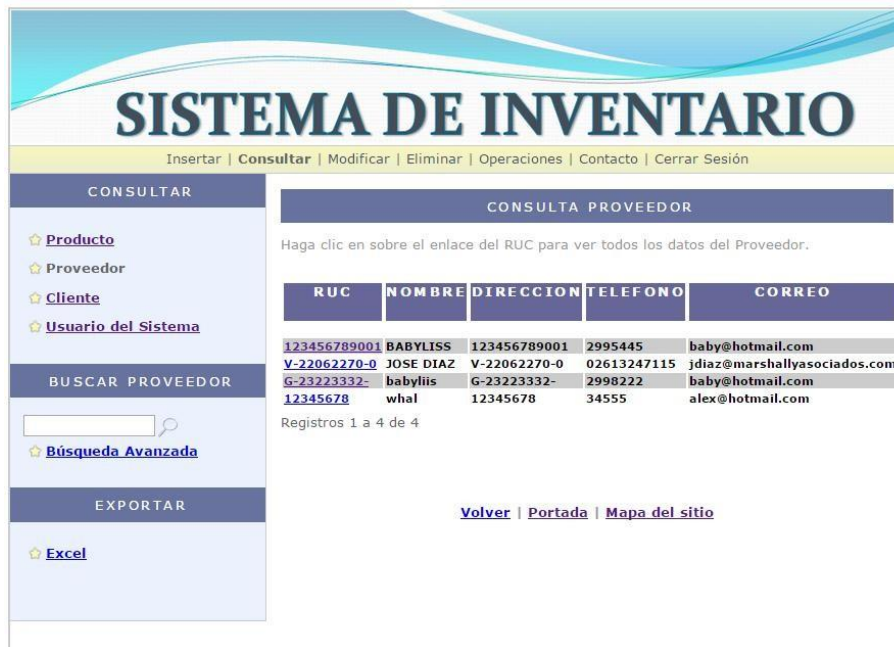 SISTEMA DE INVENTARIO
Insertar | Consultar | Modificar | Eliminar | Operaciones | Contacto | Cerrar Sesión
CONSULTAR
Producto
Proveedor
Cliente
Usuario del Sistema
BUSCAR PROVEEDOR
Búsqueda Avanzada
EXPORTAR
Excel
CONSULTA PROVEEDOR
Haga clic en sobre el enlace del RUC para ver todos los datos del Proveedor.
RUC NOMBRE DIRECCION TELEFONO CORREO
123456789001 BABYLISS 123456789001 2995445 baby@hotmail.com
V-22062270-0 JOSE DIAZ V-22062270-0 02613247115 jdiaz@marshallyasociados.com
G-23223332- babyliis G-23223332- 2998222 baby@hotmail.com
12345678 whal 12345678 34555 alex@hotmail.com
Registros 1 a 4 de 4
Volver | Portada | Mapa del sitio